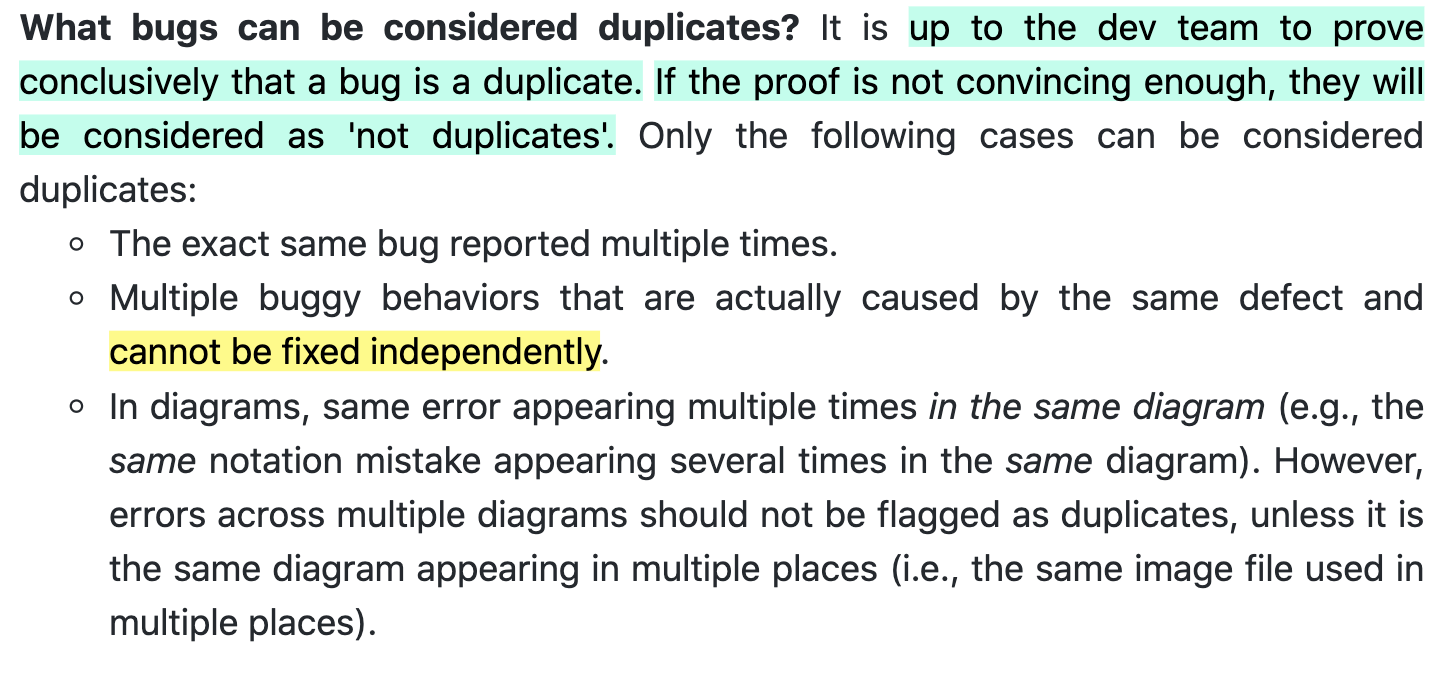 What bugs can be considered duplicates? It is up to the dev team to prove
conclusively that a bug is a duplicate. If the proof is not convincing enough, they will
be considered as 'not duplicates'. Only the following cases can be considered
duplicates:
○ The exact same bug reported multiple times.
○ Multiple buggy behaviors that are actually caused by the same defect and
cannot be fixed independently.
○ In diagrams, same error appearing multiple times in the same diagram (e.g., the
same notation mistake appearing several times in the same diagram). However,
errors across multiple diagrams should not be flagged as duplicates, unless it is
the same diagram appearing in multiple places (i.e., the same image file used in
multiple places).